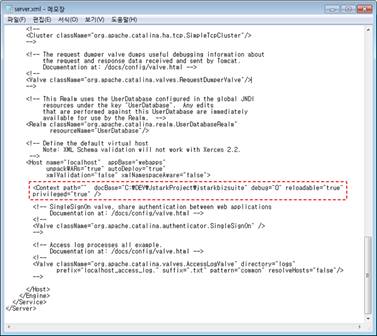 server.xml - 메모장
파일(F) 편집(E) 서식(O) 보기(V) 도움말(H)
<!--
<Cluster className="org.apache.catalina.ha.tcp.SimpleTcpCluster"/>
-->
<!-- The request dumper valve dumps useful debugging information about
the request and response data received and sent by Tomcat.
Documentation at: /docs/config/valve.html -->
<!--
<Valve className="org.apache.catalina.valves.RequestDumperValve"/>
-->
<!-- This Realm uses the UserDatabase configured in the global JNDI
resources under the key "UserDatabase".  Any edits
that are performed against this UserDatabase are immediately
available for use by the Realm.  -->
<Realm className="org.apache.catalina.realm.UserDatabaseRealm"
resourceName="UserDatabase"/>
<!-- Define the default virtual host
Note: XML Schema validation will not work with Xerces 2.2.
-->
<Host name="localhost"  appBase="webapps"
unpackWARs="true" autoDeploy="true"
xmlValidation="false" xmlNamespaceAware="false">
<Context path=""  docBase="C:₩DEV₩JstarkProject₩jstarkbizsuite" debug="0" reloadable="true"
privileged="true" />
<!-- SingleSignOn valve, share authentication between web applications
Documentation at: /docs/config/valve.html -->
<!--
<Valve className="org.apache.catalina.authenticator.SingleSignOn" />
-->
<!-- Access log processes all example.
Documentation at: /docs/config/valve.html -->
<!--
<Valve className="org.apache.catalina.valves.AccessLogValve" directory="logs"
prefix="localhost_access_log." suffix=".txt" pattern="common" resolveHosts="false"/>
-->
</Host>
</Engine>
</Service>
</Server>